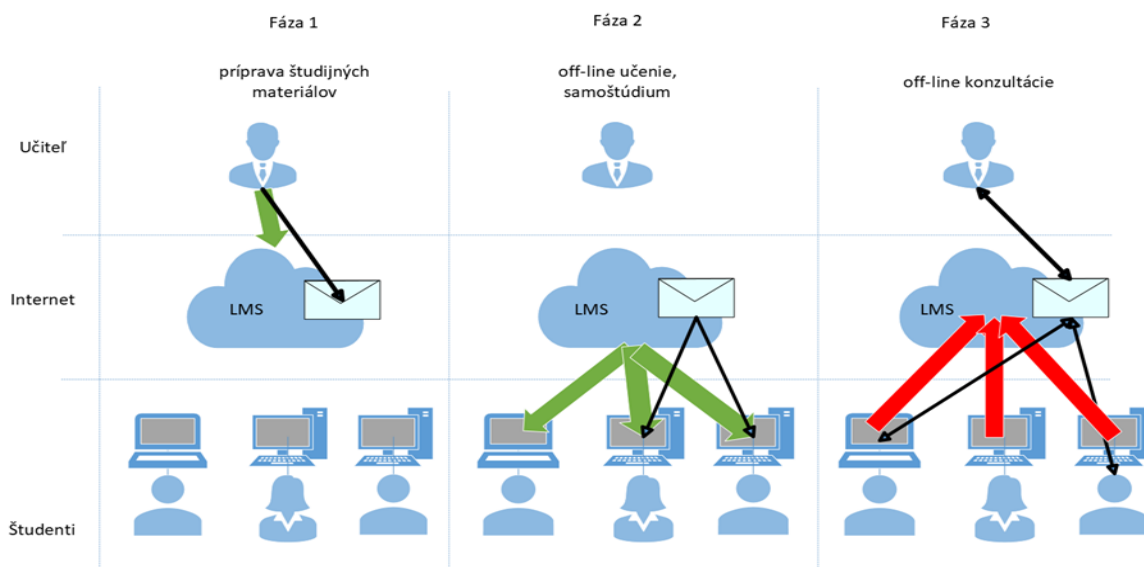 Fáza 1
Fáza 2
Fáza 3
príprava študijných
materiálov
off-line učenie,
samoštúdium
off-line konzultácie
Učiteľ
Internet
LMS
LMS
LMS
Študenti